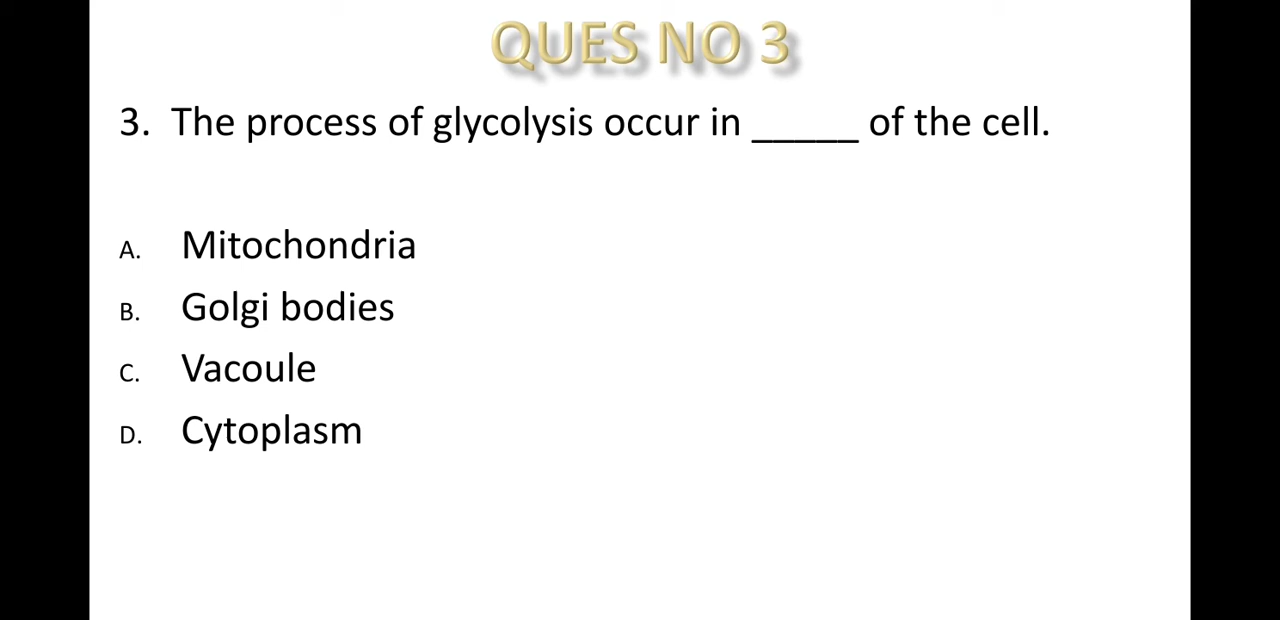 QUES NO 3
3. The process of glycolysis occur in _____ of the cell.
A. Mitochondria
B. Golgi bodies
C. Vacoule
D. Cytoplasm